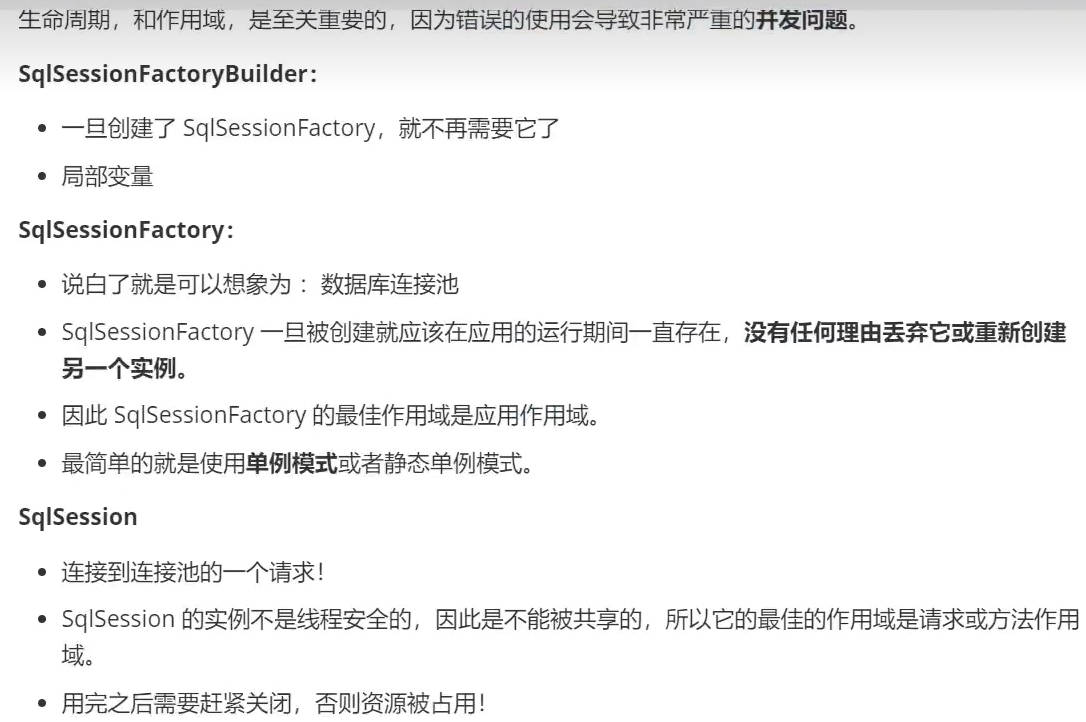 生命周期，和作用域，是至关重要的，因为错误的使用会导致非常严重的并发问题。
SqlSessionFactoryBuilder：
• 一旦创建了 SqlSessionFactory，就不再需要它了
• 局部变量
SqlSessionFactory：
• 说白了就是可以想象为 ：数据库连接池
• SqlSessionFactory 一旦被创建就应该在应用的运行期间一直存在，没有任何理由丢弃它或重新创建
另一个实例。
• 因此 SqlSessionFactory 的最佳作用域是应用作用域。
• 最简单的就是使用单例模式或者静态单例模式。
SqlSession
• 连接到连接池的一个请求！
• SqlSession 的实例不是线程安全的，因此是不能被共享的，所以它的最佳的作用域是请求或方法作用
域。
• 用完之后需要赶紧关闭，否则资源被占用！